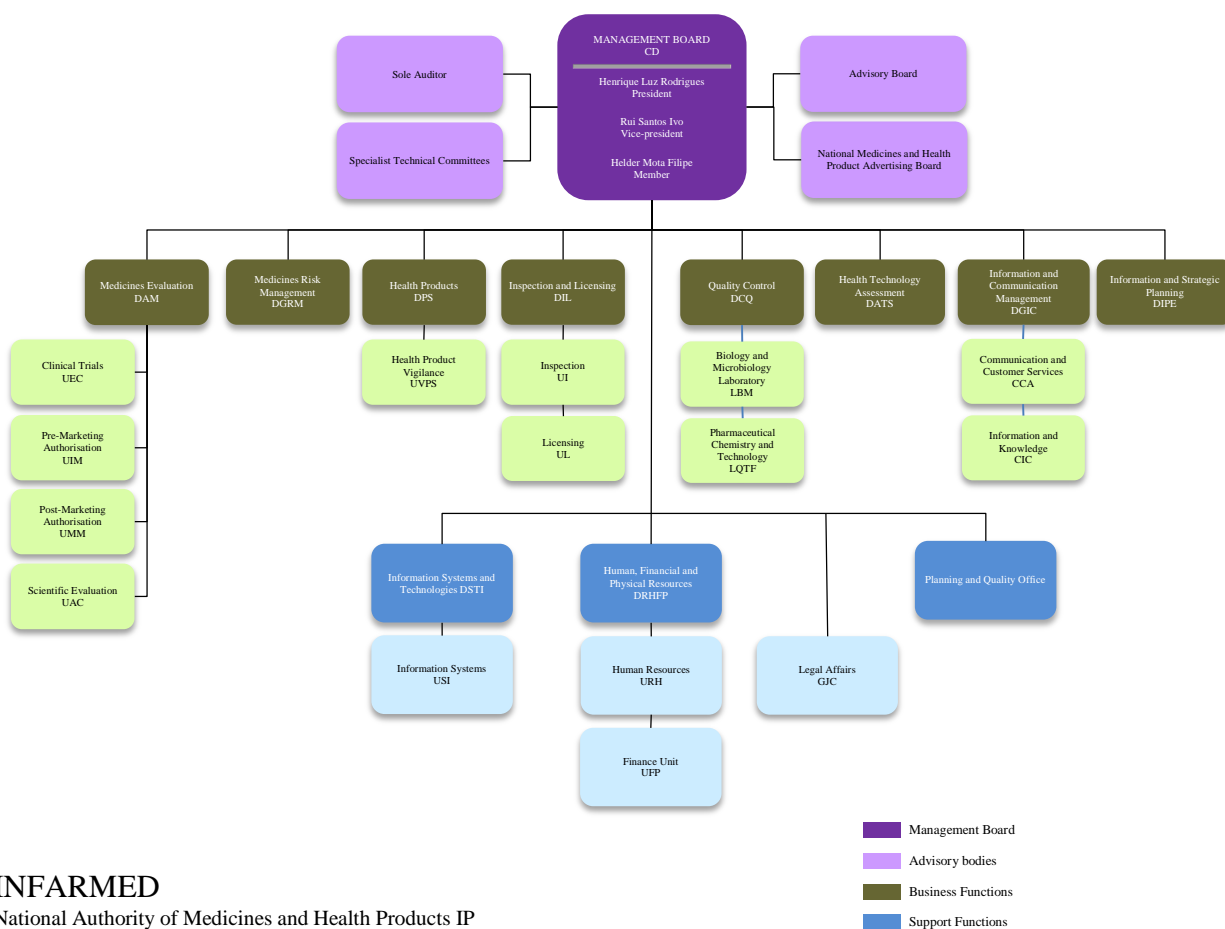 MANAGEMENT BOARD
CD
Henrique Luz Rodrigues
President
Rui Santos Ivo
Vice-president
Helder Mota Filipe
Member
Sole Auditor
Specialist Technical Committees
Advisory Board
National Medicines and Health
Product Advertising Board
Medicines Evaluation
DAM
Medicines Risk
Management
DGRM
Health Products
DPS
Inspection and Licensing
DIL
Quality Control
DCQ
Health Technology
Assessment
DATS
Information and
Communication
Management
DGIC
Information and Strategic
Planning
DIPE
Clinical Trials
UEC
Pre-Marketing
Authorisation
UIM
Post-Marketing
Authorisation
UMM
Scientific Evaluation
UAC
Health Product
Vigilance
UVPS
Inspection
UI
Licensing
UL
Biology and
Microbiology
Laboratory
LBM
Pharmaceutical
Chemistry and
Technology
LQTF
Communication and
Customer Services
CCA
Information and
Knowledge
CIC
Information Systems and
Technologies DSTI
Human, Financial and
Physical Resources
DRHFP
Planning and Quality Office
Information Systems
USI
Human Resources
URH
Legal Affairs
GJC
Finance Unit
UFP
Management Board
Advisory bodies
Business Functions
Support Functions
INFARMED
National Authority of Medicines and Health Products IP